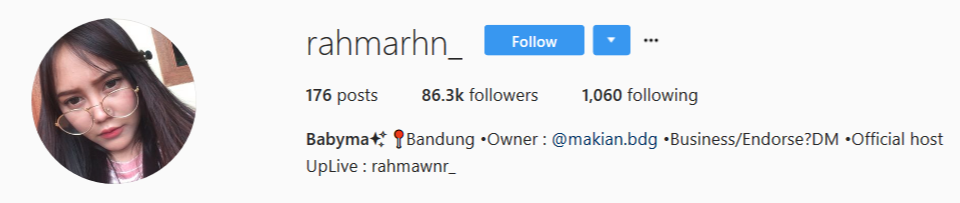 rahmarhn_ Follow
176 posts 86.3k followers 1,060 following
Babyma✨📍Bandung •Owner : @makian.bdg •Business/Endorse?DM •Official host
UpLive : rahmawnr_